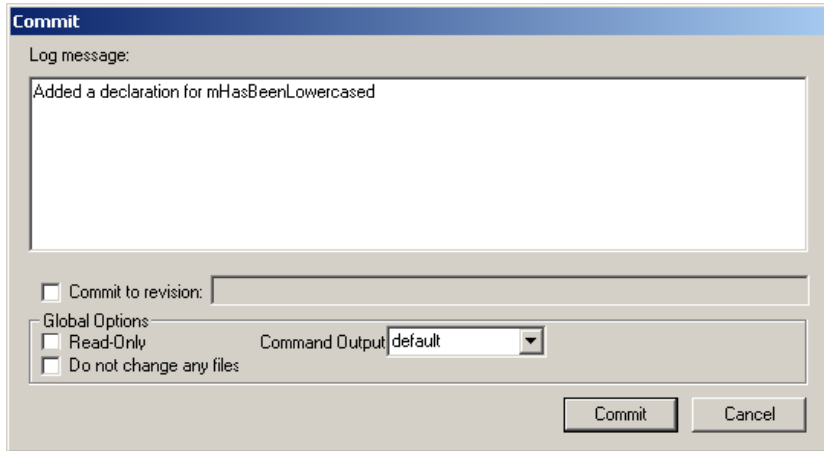 Commit
Log message:
Added a declaration for mHasBeenLowercased
Commit to revision:
Global Options
Read-Only Command Output default
Do not change any files
Commit Cancel